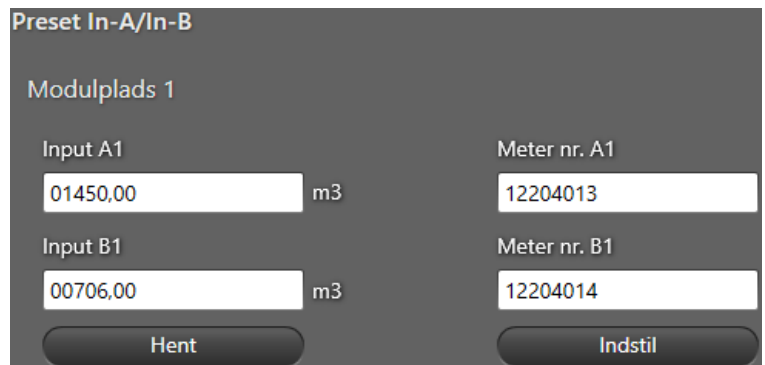 Preset In-A/In-B
Modulplads 1
Input A1 Meter nr. A1
01450,00 m3 12204013
Input B1 Meter nr. B1
00706,00 m3 12204014
Hent Indstil